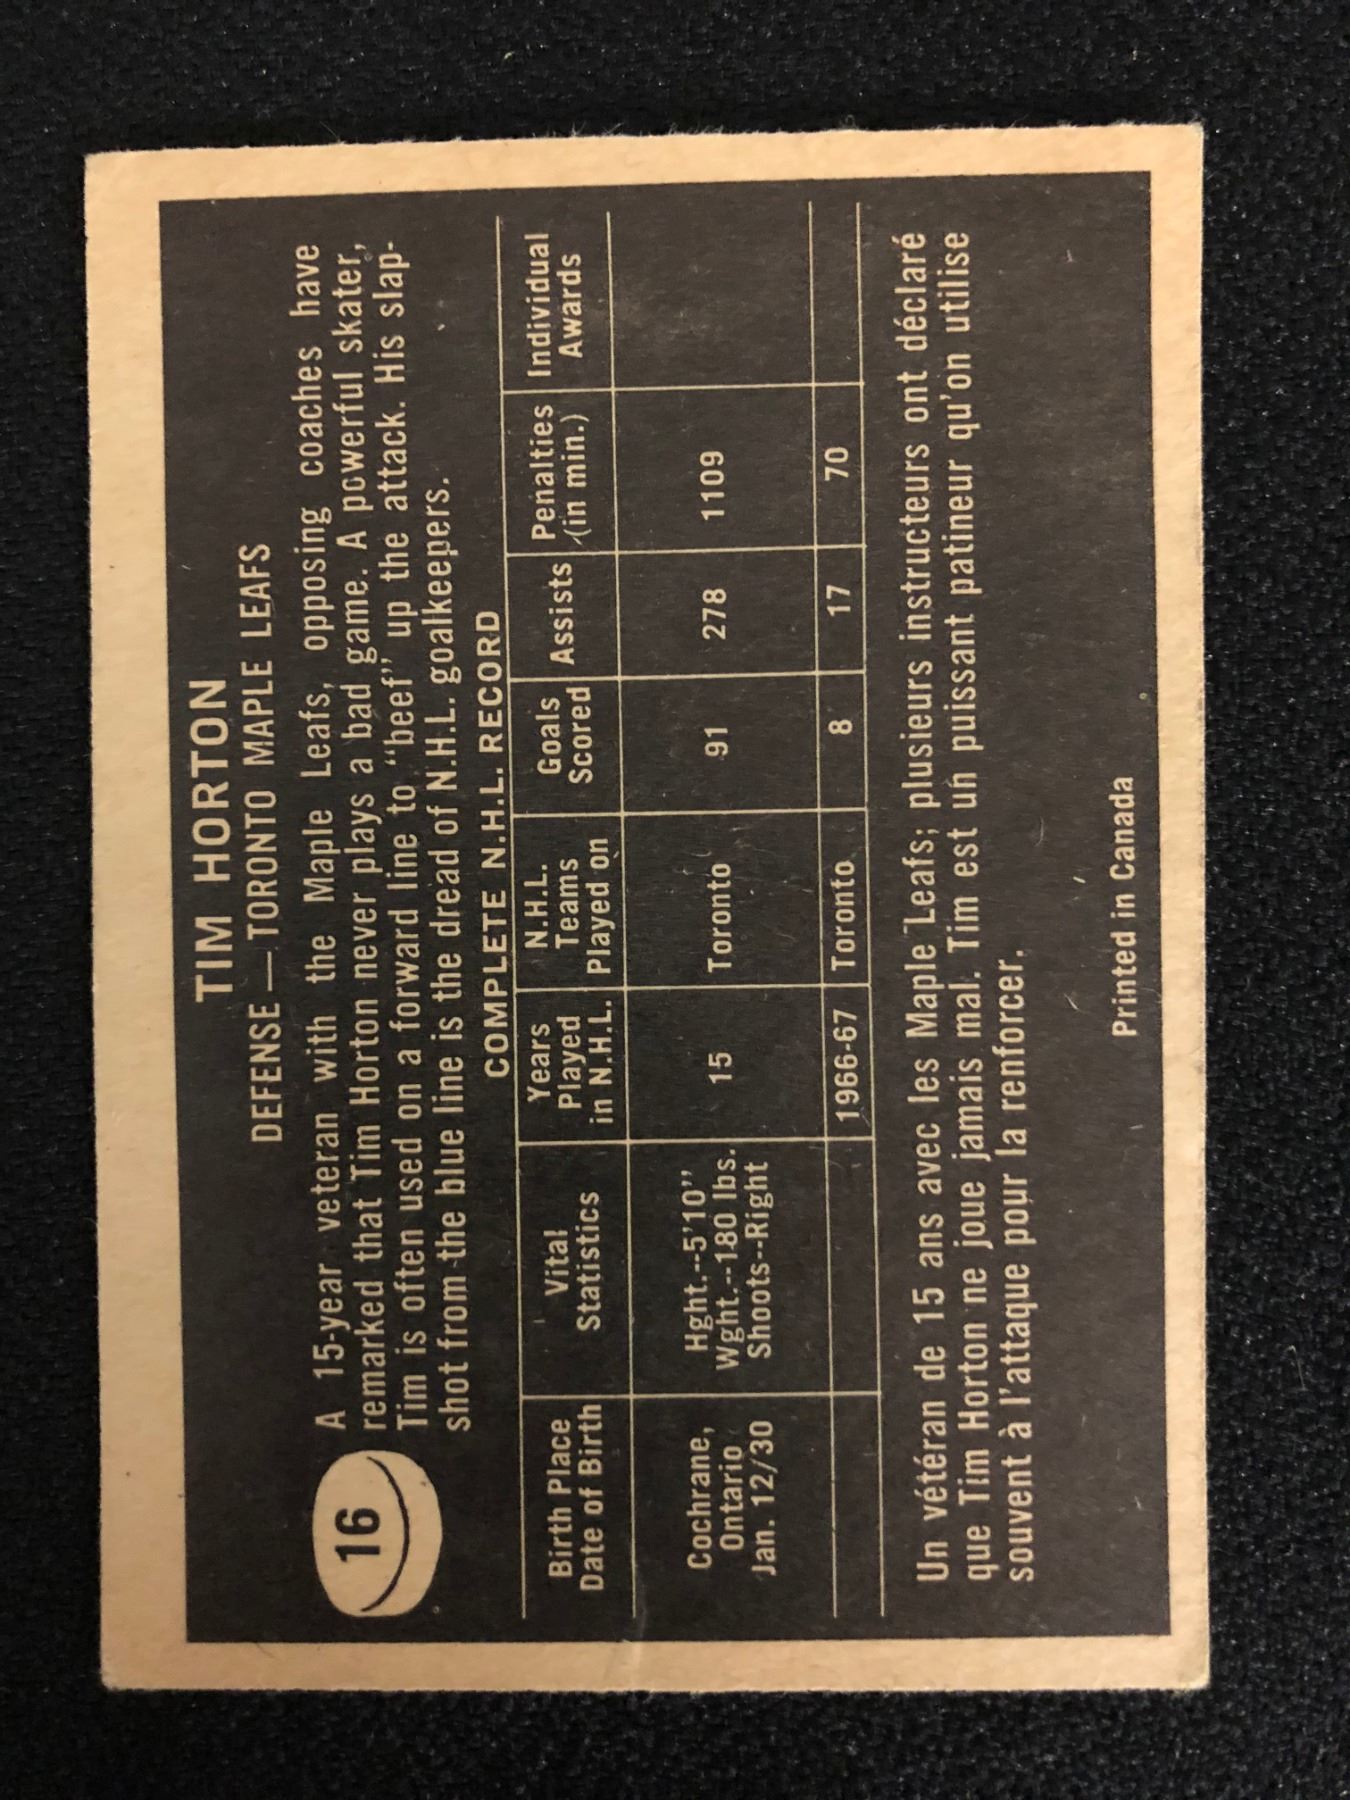 TIM HORTON
DEFENSE — TORONTO MAPLE LEAFS
16
A 15-year veteran with the Maple Leafs, opposing coaches have
remarked that Tim Horton never plays a bad game. A powerful skater,
Tim is often used on a forward line to "beef" up the attack. His slap-
shot from the blue line is the dread of N.H.L. goalkeepers.
COMPLETE N.H.L. RECORD
Birth Place
Date of Birth
Vital
Statistics
Years
Played
in N.H.L.
N.H.L.
Teams
Played on
Goals
Scored
Assists
Penalties
(in min.)
Individual
Awards
Cochrane,
Ontario
Jan. 12/30
Hght.--5'10"
Wght.--180 lbs.
Shoots--Right
15
Toronto
91
278
1109
1966-67
Toronto
8
17
70
Un vétéran de 15 ans avec les Maple Leafs; plusieurs instructeurs ont déclaré
que Tim Horton ne joue jamais mal. Tim est un puissant patineur qu'on utilise
souvent à l'attaque pour la renforcer.
Printed in Canada